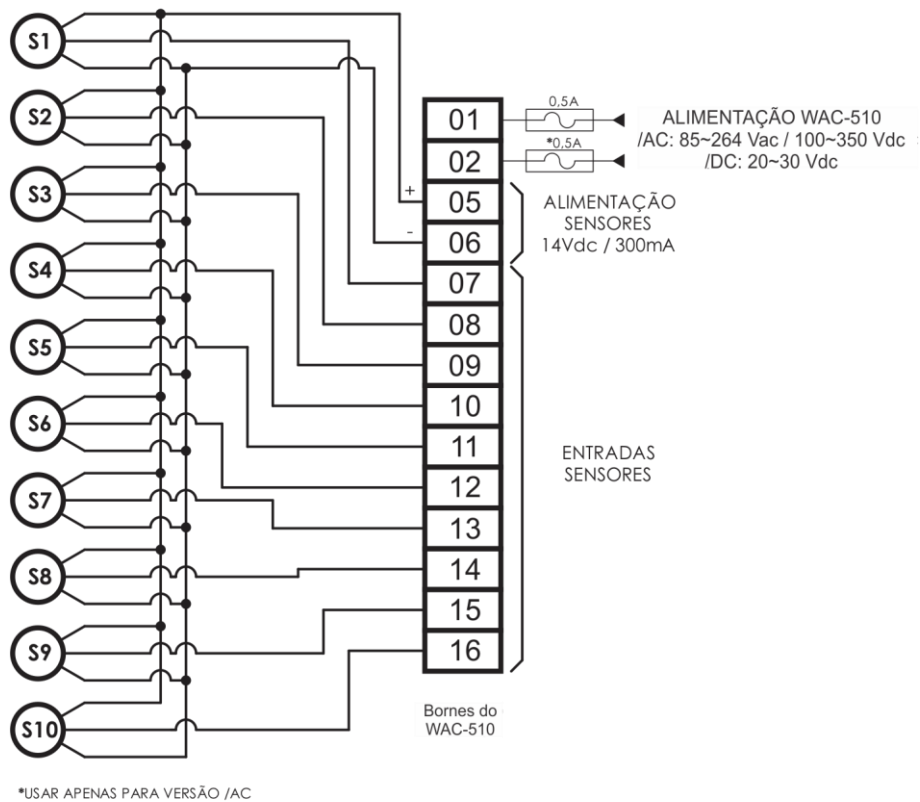 S1
S2
S3
S4
S5
S6
S7
S8
S9
S10
+
-
01
02
05
06
07
08
09
10
11
12
13
14
15
16
Bornes do
WAC-510
0,5A
*0,5A
ALIMENTAÇÃO WAC-510
/AC: 85~264 Vac / 100~350 Vdc
/DC: 20~30 Vdc
ALIMENTAÇÃO
SENSORES
14Vdc / 300mA
ENTRADAS
SENSORES
*USAR APENAS PARA VERSÃO /AC